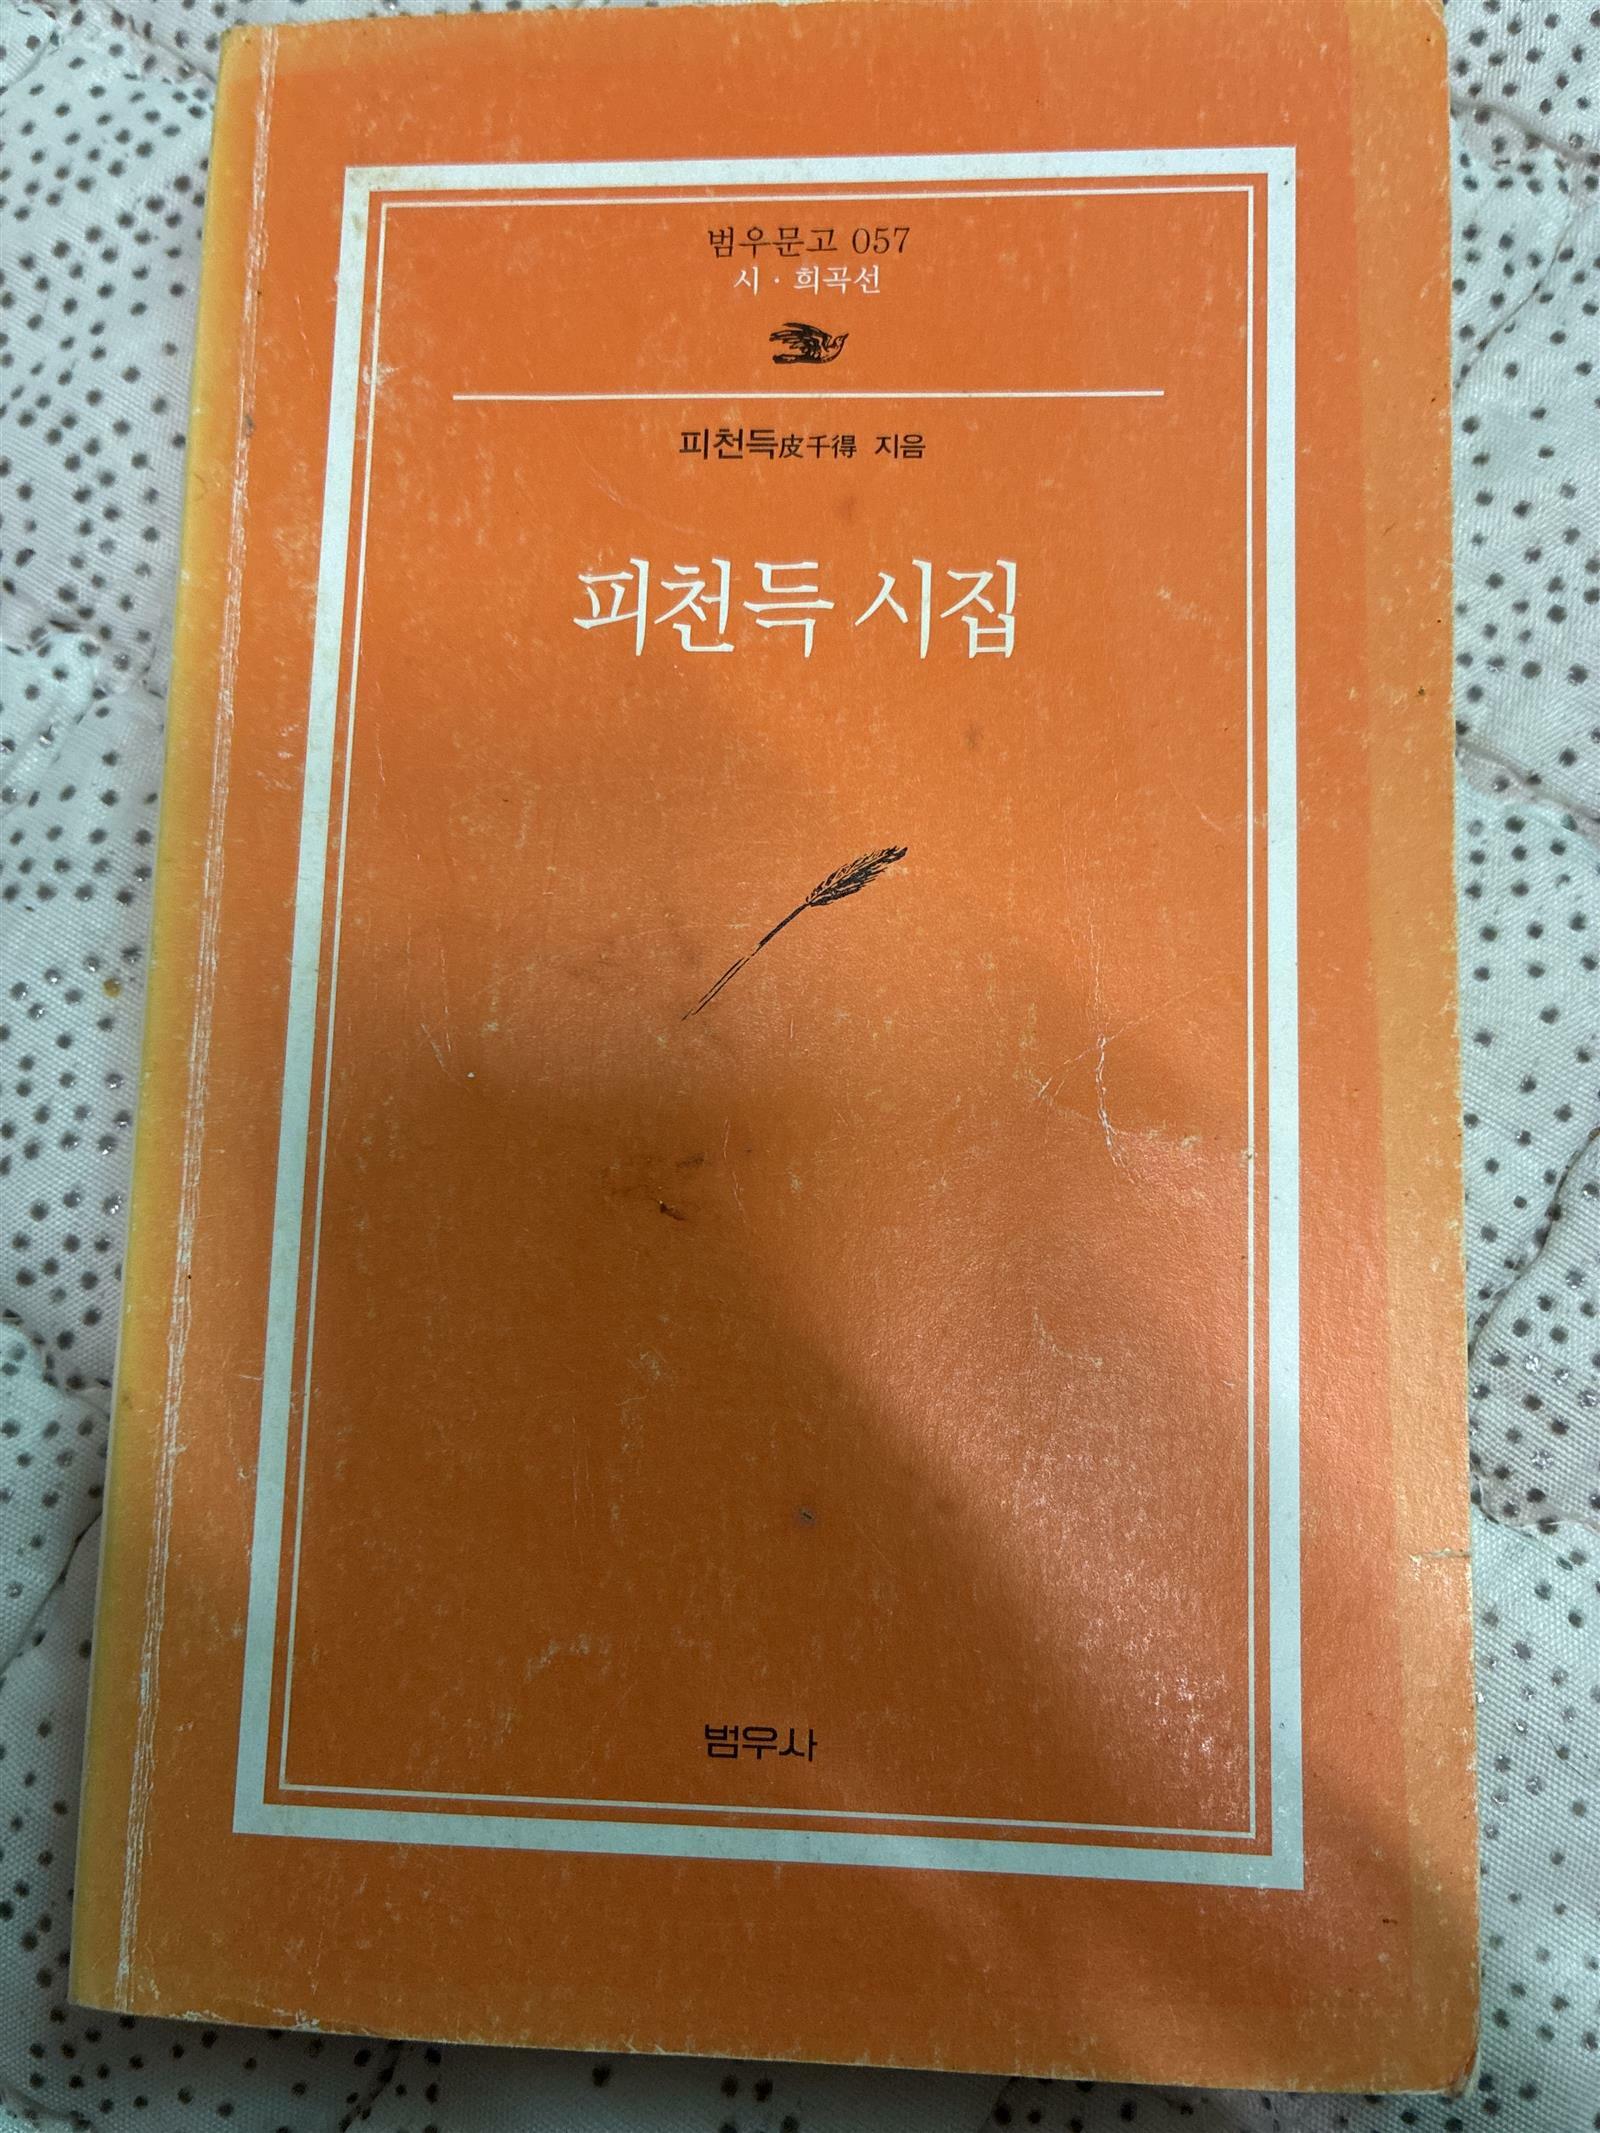 범우문고 057
시·희곡선
피천득皮千得 지음
피천득 시집
범우사